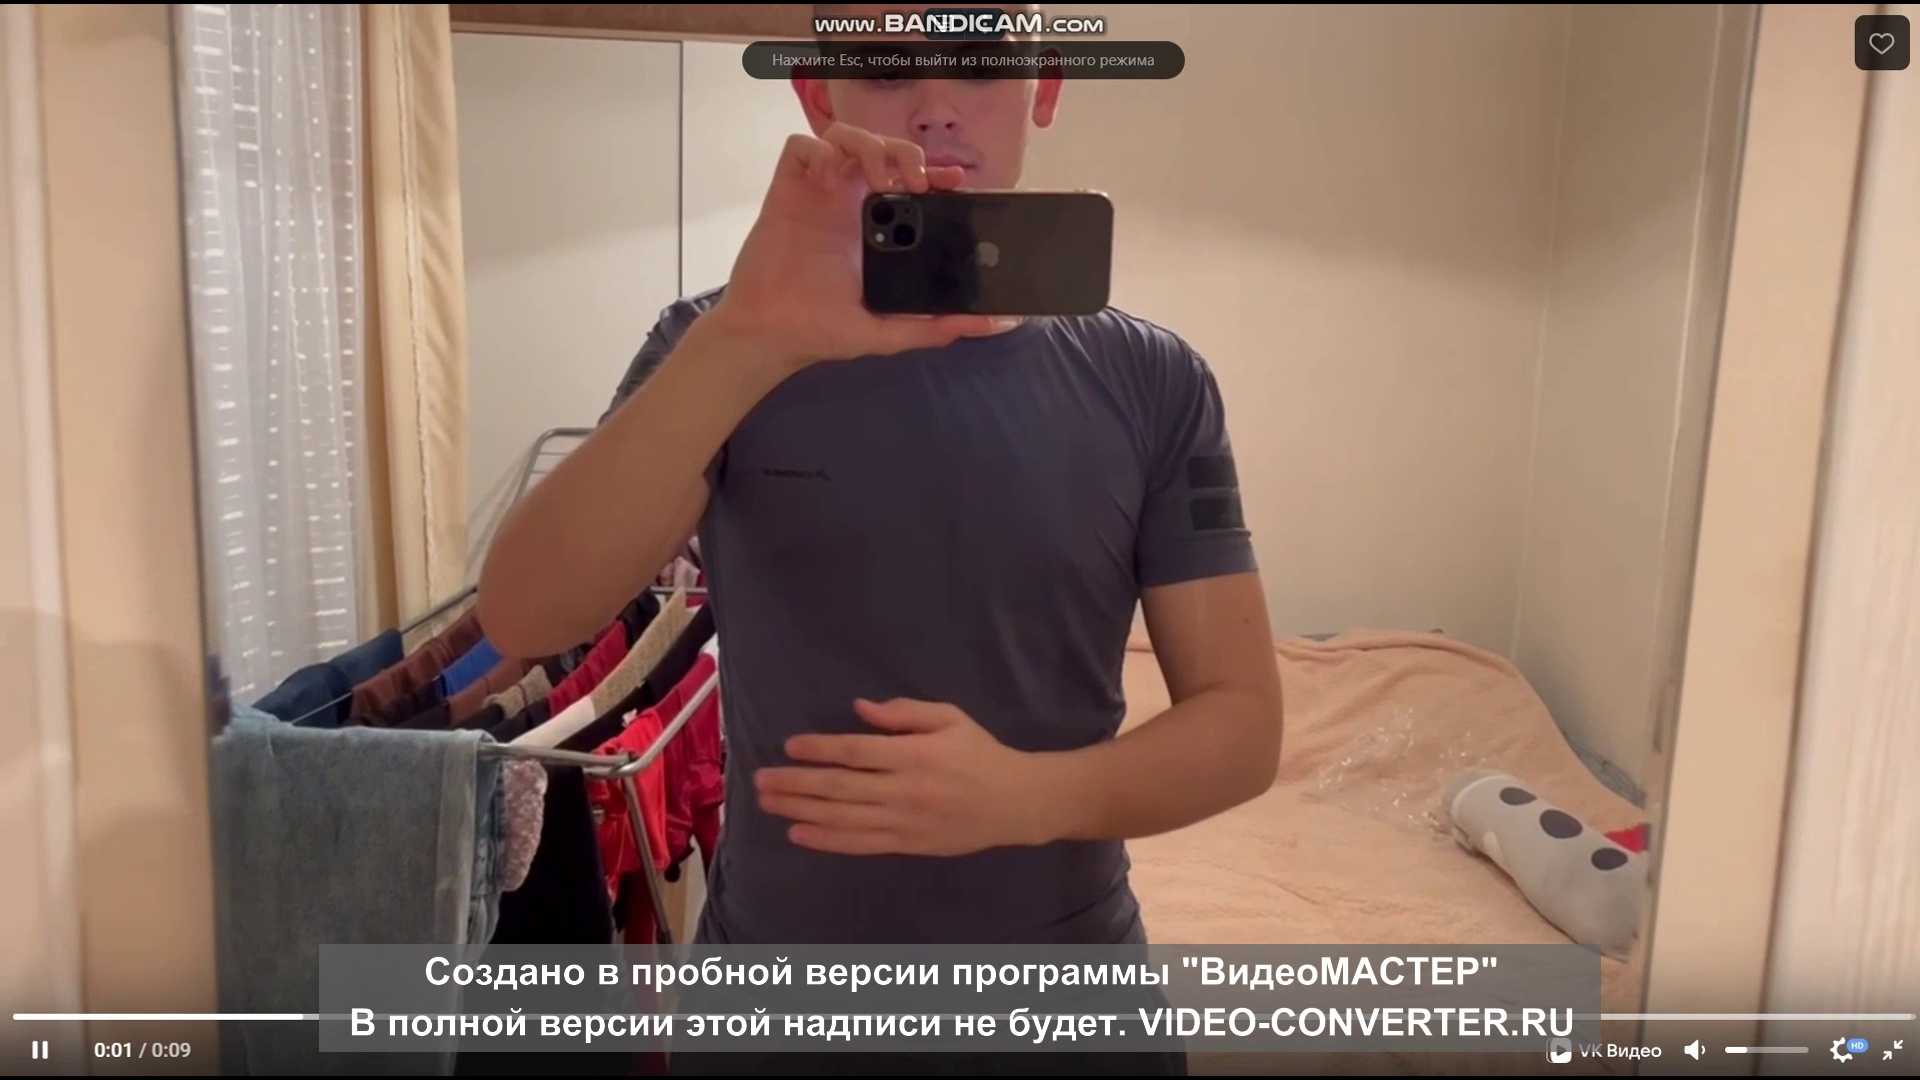 www.BANDICAM.com
Нажмите Esc, чтобы выйти из полноэкранного режима
Создано в пробной версии программы "ВидеоМАСТЕР"
В полной версии этой надписи не будет. VIDEO-CONVERTER.RU
0:01 / 0:09
VK Видео
HD